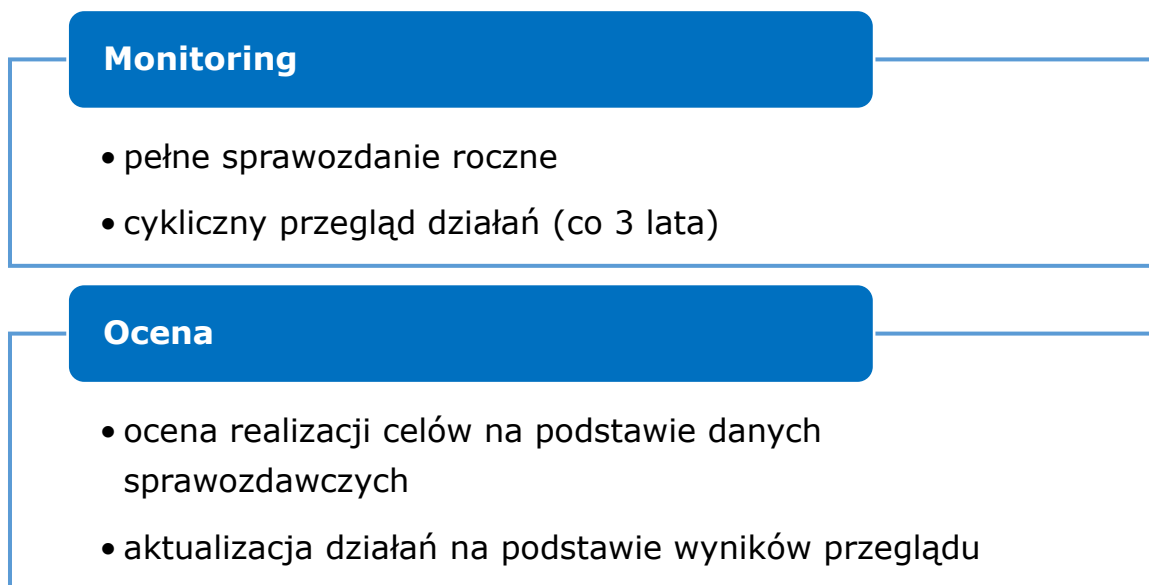 Monitoring
• pełne sprawozdanie roczne
• cykliczny przegląd działań (co 3 lata)
Ocena
• ocena realizacji celów na podstawie danych
sprawozdawczych
• aktualizacja działań na podstawie wyników przeglądu